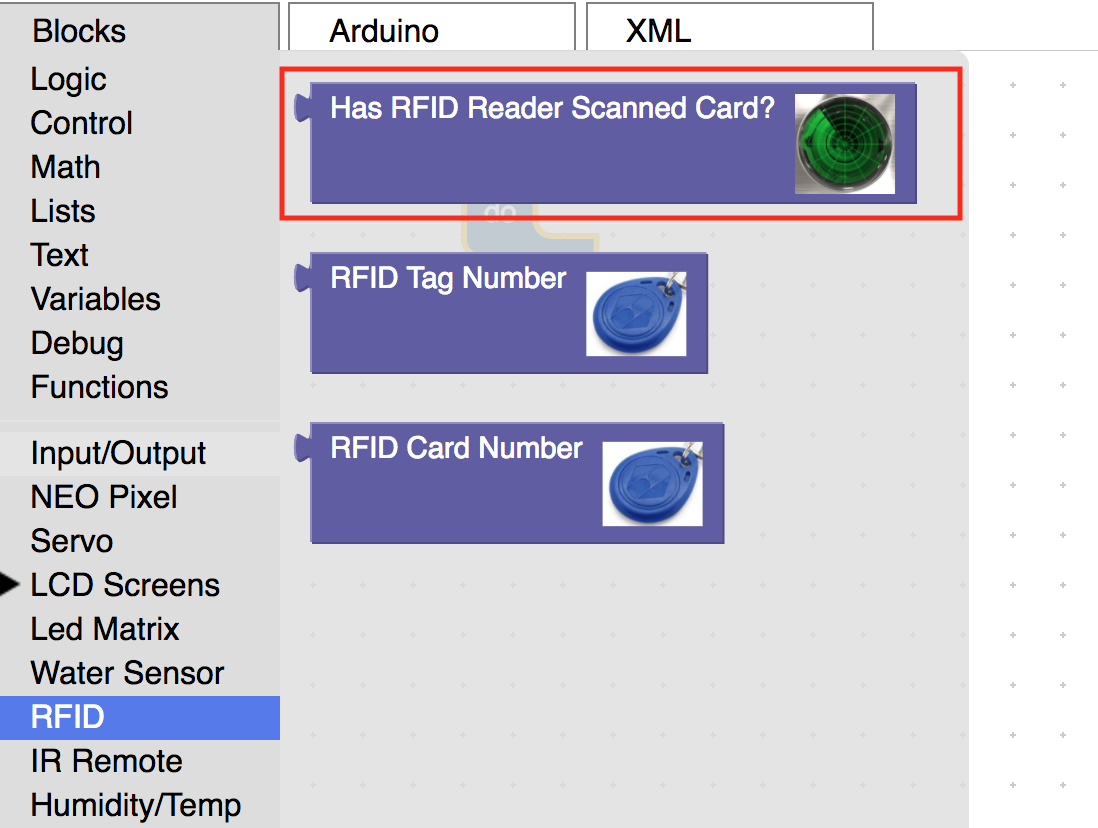 Blocks
Arduino
XML
Logic
Control
Math
Lists
Text
Variables
Debug
Functions
Input/Output
NEO Pixel
Servo
LCD Screens
Led Matrix
Water Sensor
RFID
IR Remote
Humidity/Temp
Has RFID Reader Scanned Card?
do
RFID Tag Number
RFID Card Number